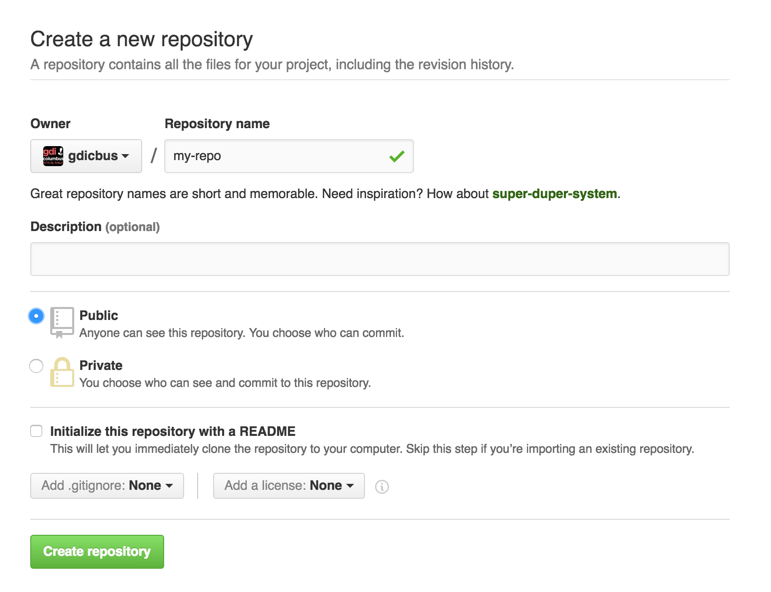 Create a new repository
A repository contains all the files for your project, including the revision history.
Owner Repository name
gdi columbus gdicbus / my-repo
Great repository names are short and memorable. Need inspiration? How about super-duper-system.
Description (optional)
Public
Anyone can see this repository. You choose who can commit.
Private
You choose who can see and commit to this repository.
Initialize this repository with a README
This will let you immediately clone the repository to your computer. Skip this step if you’re importing an existing repository.
Add .gitignore: None Add a license: None
Create repository